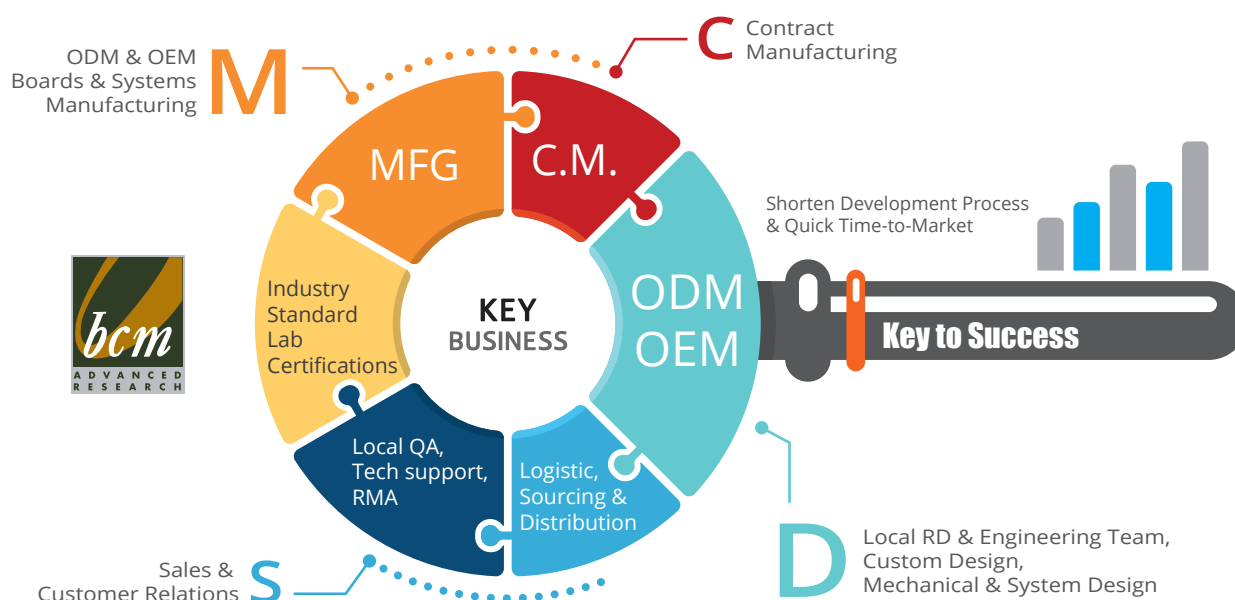 ODM & OEM
Boards & Systems
Manufacturing
M
C
Contract
Manufacturing
MFG
C.M.
Shorten Development Process
& Quick Time-to-Market
bcm
ADVANCED
RESEARCH
Industry
Standard
Lab
Certifications
KEY
BUSINESS
ODM
OEM
Key to Success
Local QA,
Tech support,
RMA
Logistic,
Sourcing &
Distribution
Sales &
Customer Relations
S
D
Local RD & Engineering Team,
Custom Design,
Mechanical & System Design